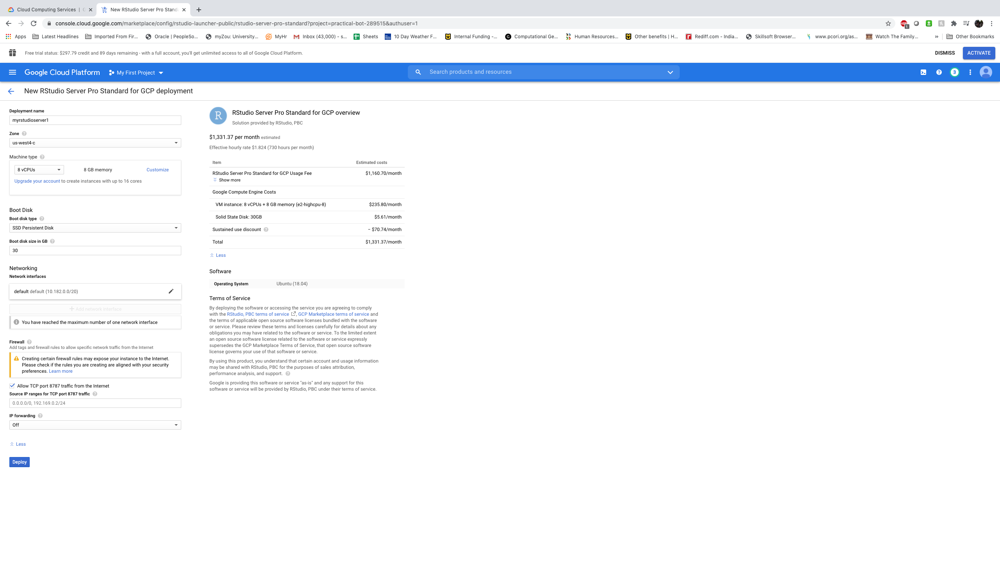 Cloud Computing Services | G
New RStudio Server Pro Standa
console.cloud.google.com/marketplace/config/rstudio-launcher-public/rstudio-server-pro-standard?project=practical-bot-289515&authuser=1
ABP 1
Apps Latest Headlines Imported From Fir... Oracle | PeopleSo... myZou: University... MyHr Inbox (43,000) - s... Sheets 10 Day Weather F... Internal Funding -... Computational Ge... Human Resources... Other benefits | H... Rediff.com - India... Skillsoft Browser... www.pcori.org/as... Watch The Family... » Other Bookmarks
Free trial status: $297.79 credit and 89 days remaining - with a full account, you'll get unlimited access to all of Google Cloud Platform.
DISMISS ACTIVATE
Google Cloud Platform My First Project Search products and resources 3
New RStudio Server Pro Standard for GCP deployment
Deployment name
myrstudioserver1
Zone
us-west4-c
Machine type
8 vCPUs 8 GB memory Customize
Upgrade your account to create instances with up to 16 cores
Boot Disk
Boot disk type
SSD Persistent Disk
Boot disk size in GB
30
Networking
Network interfaces
default default (10.182.0.0/20)
Add network interface
You have reached the maximum number of one network interface
Firewall
Add tags and firewall rules to allow specific network traffic from the Internet
Creating certain firewall rules may expose your instance to the Internet.
Please check if the rules you are creating are aligned with your security
preferences. Learn more
Allow TCP port 8787 traffic from the Internet
Source IP ranges for TCP port 8787 traffic
0.0.0.0/0, 192.169.0.2/24
IP forwarding
Off
Less
Deploy
R
RStudio Server Pro Standard for GCP overview
Solution provided by RStudio, PBC
$1,331.37 per month estimated
Effective hourly rate $1.824 (730 hours per month)
Item Estimated costs
RStudio Server Pro Standard for GCP Usage Fee $1,160.70/month
Show more
Google Compute Engine Costs
VM instance: 8 vCPUs + 8 GB memory (e2-highcpu-8) $235.80/month
Solid State Disk: 30GB $5.61/month
Sustained use discount − $70.74/month
Total $1,331.37/month
Less
Software
Operating System Ubuntu (18.04)
Terms of Service
By deploying the software or accessing the service you are agreeing to comply
with the RStudio, PBC terms of service , GCP Marketplace terms of service and
the terms of applicable open source software licenses bundled with the software
or service. Please review these terms and licenses carefully for details about any
obligations you may have related to the software or service. To the limited extent
an open source software license related to the software or service expressly
supersedes the GCP Marketplace Terms of Service, that open source software
license governs your use of that software or service.
By using this product, you understand that certain account and usage information
may be shared with RStudio, PBC for the purposes of sales attribution,
performance analysis, and support.
Google is providing this software or service "as-is" and any support for this
software or service will be provided by RStudio, PBC under their terms of service.